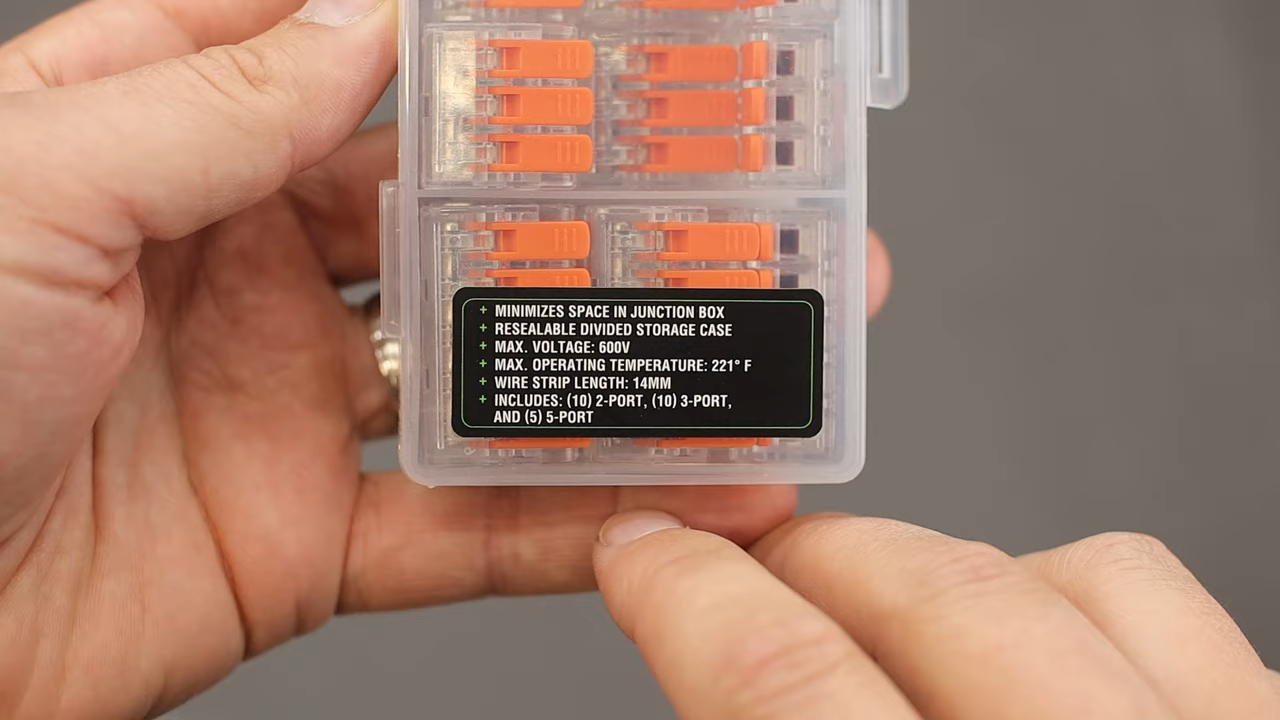 + MINIMIZES SPACE IN JUNCTION BOX
+ RESEALABLE DIVIDED STORAGE CASE
+ MAX. VOLTAGE: 600V
+ MAX. OPERATING TEMPERATURE: 221° F
+ WIRE STRIP LENGTH: 14MM
+ INCLUDES: (10) 2-PORT, (10) 3-PORT,
AND (5) 5-PORT